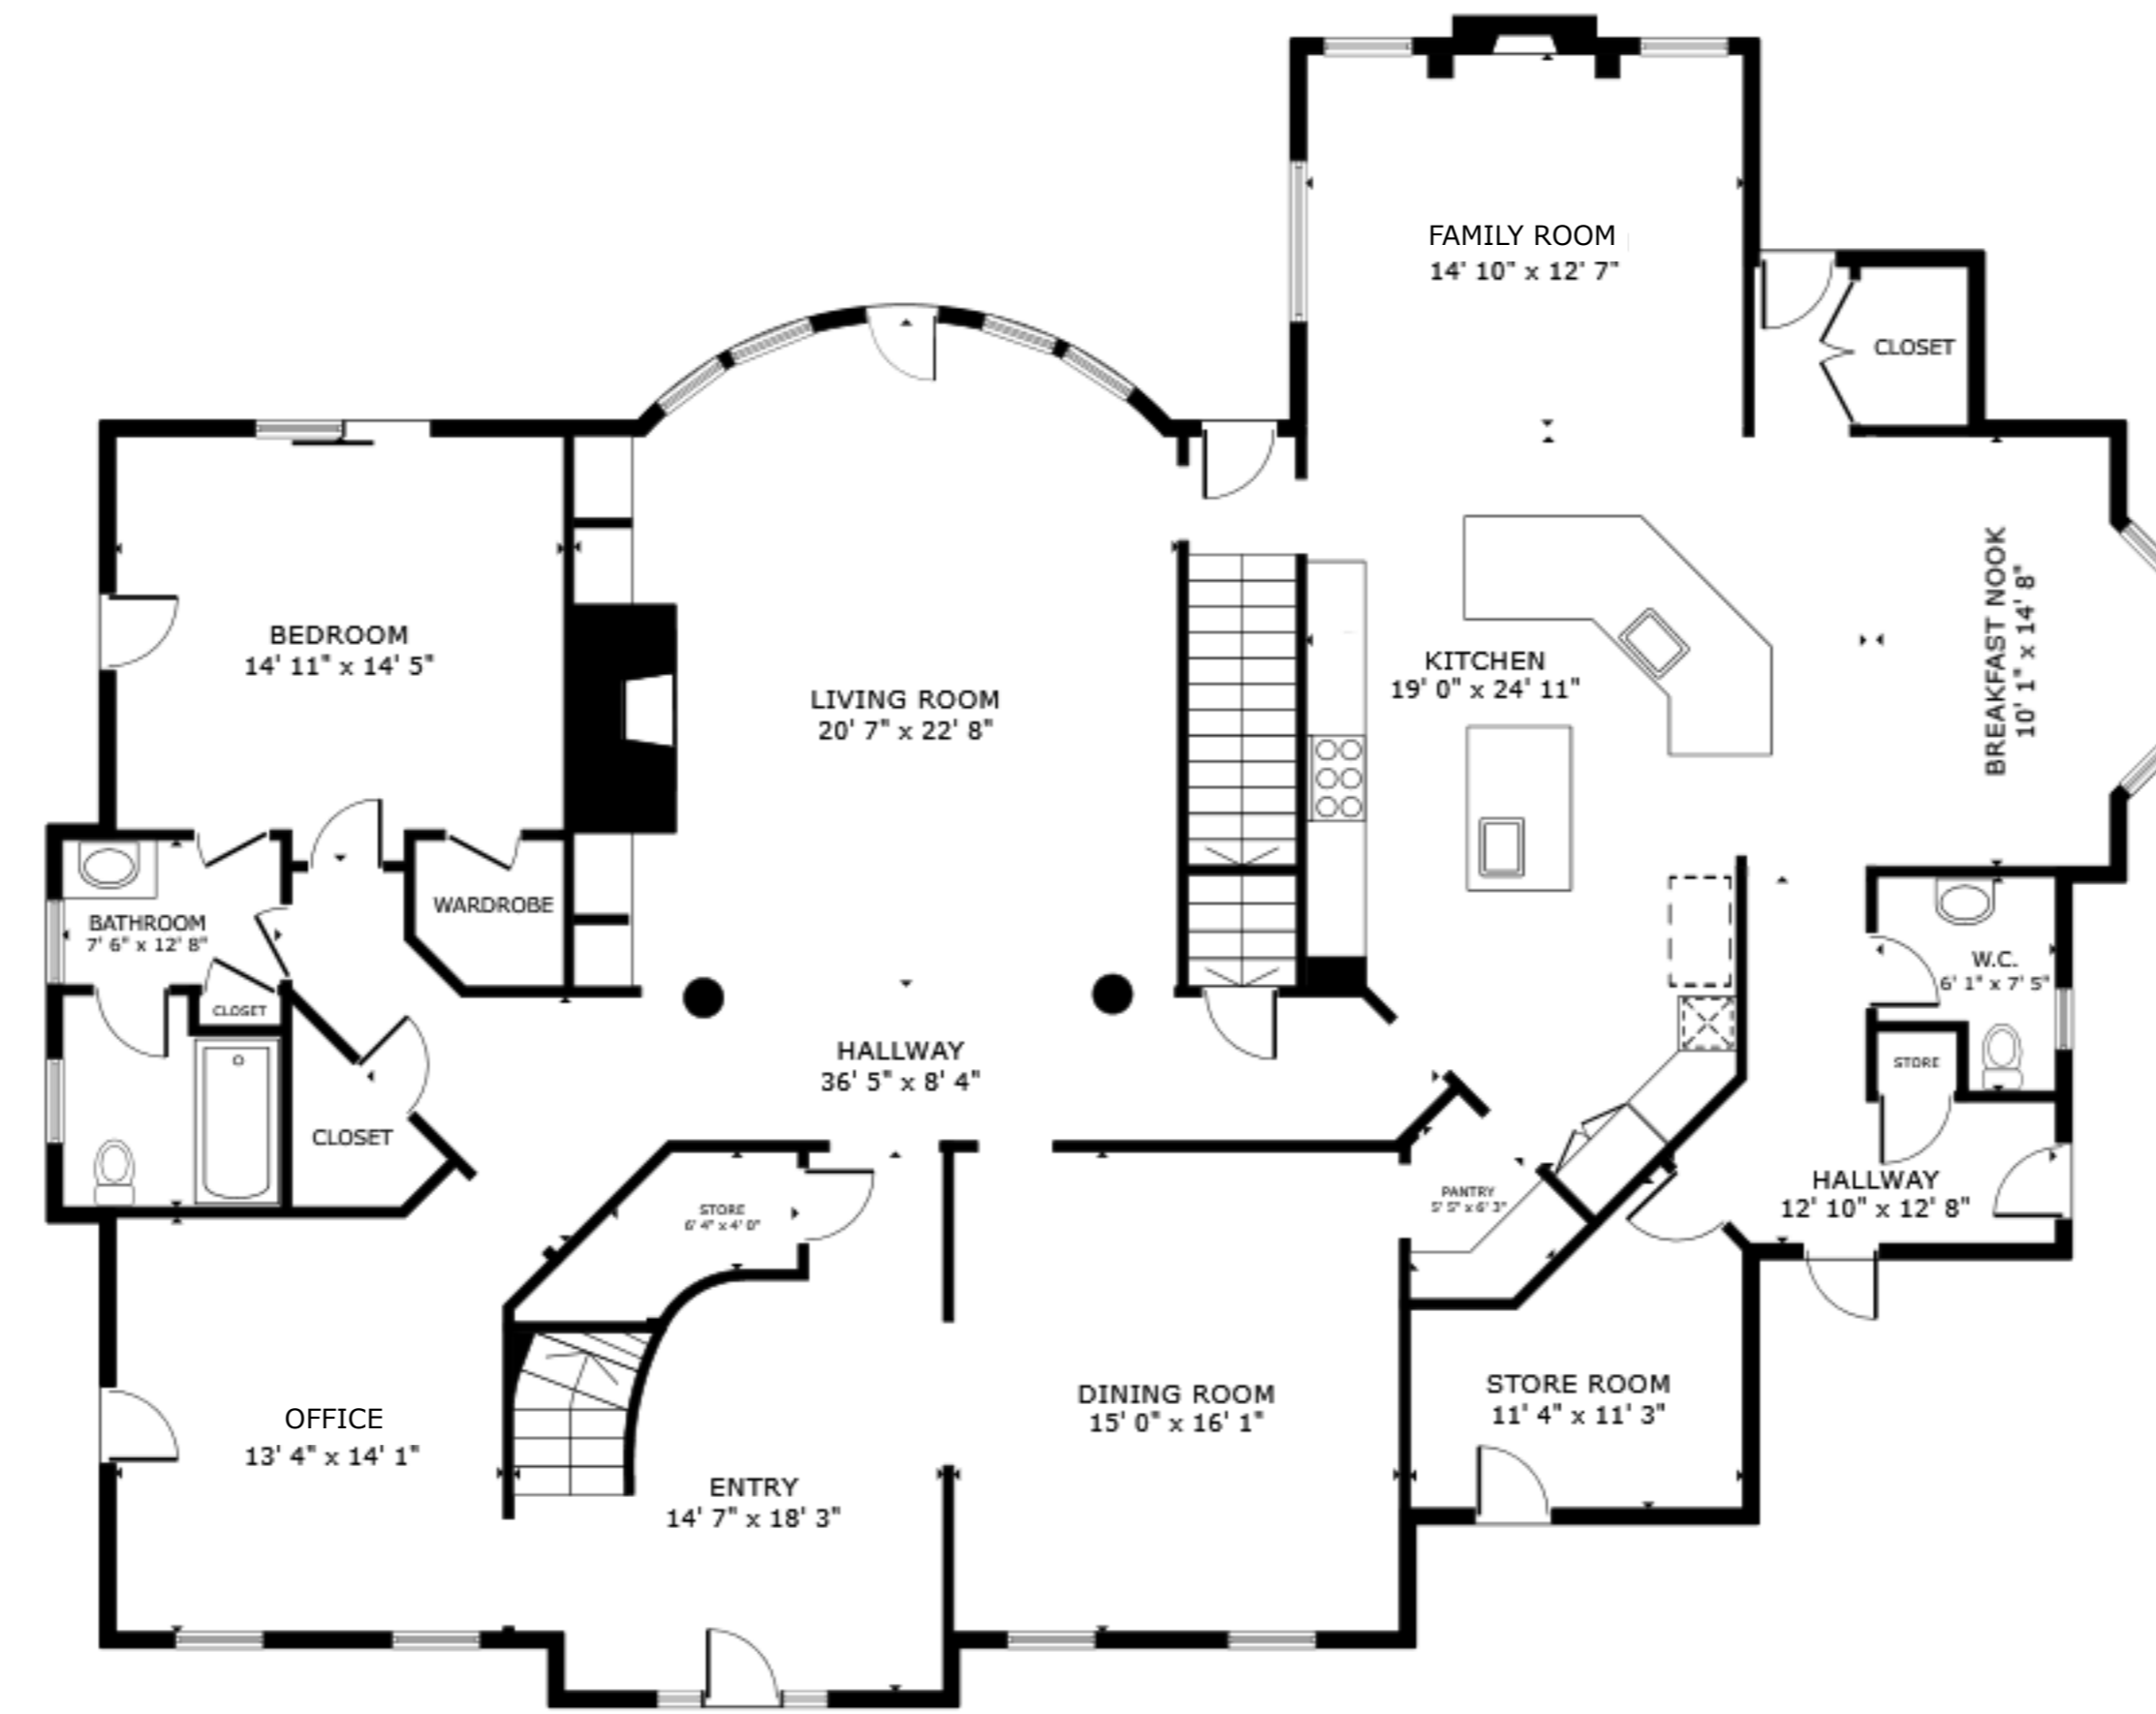 FAMILY ROOM
14' 10" x 12' 7"
CLOSET
BEDROOM
14' 11" x 14' 5"
LIVING ROOM
20' 7" x 22' 8"
KITCHEN
19' 0" x 24' 11"
BREAKFAST NOOK
10' 1" x 14' 8"
BATHROOM
7' 6" x 12' 8"
WARDROBE
CLOSET
W.C.
6' 1" x 7' 5"
STORE
HALLWAY
36' 5" x 8' 4"
CLOSET
STORE
6' 4" x 4' 0"
PANTRY
5' 5" x 6' 3"
HALLWAY
12' 10" x 12' 8"
OFFICE
13' 4" x 14' 1"
ENTRY
14' 7" x 18' 3"
DINING ROOM
15' 0" x 16' 1"
STORE ROOM
11' 4" x 11' 3"